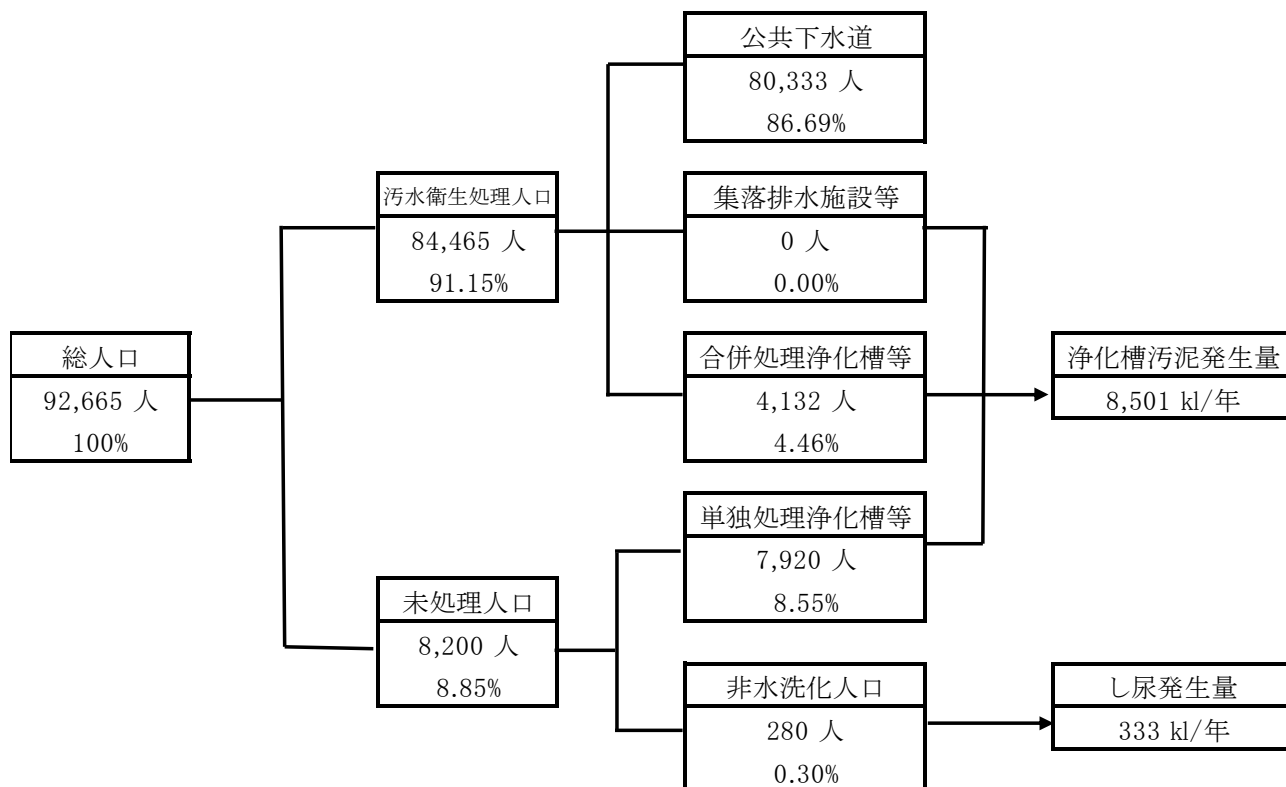 公共下水道
80,333 人
86.69%
汚水衛生処理人口
84,465 人
91.15%
集落排水施設等
0 人
0.00%
総人口
92,665 人
100%
合併処理浄化槽等
4,132 人
4.46%
浄化槽汚泥発生量
8,501 kl/年
単独処理浄化槽等
7,920 人
8.55%
未処理人口
8,200 人
8.85%
非水洗化人口
280 人
0.30%
し尿発生量
333 kl/年